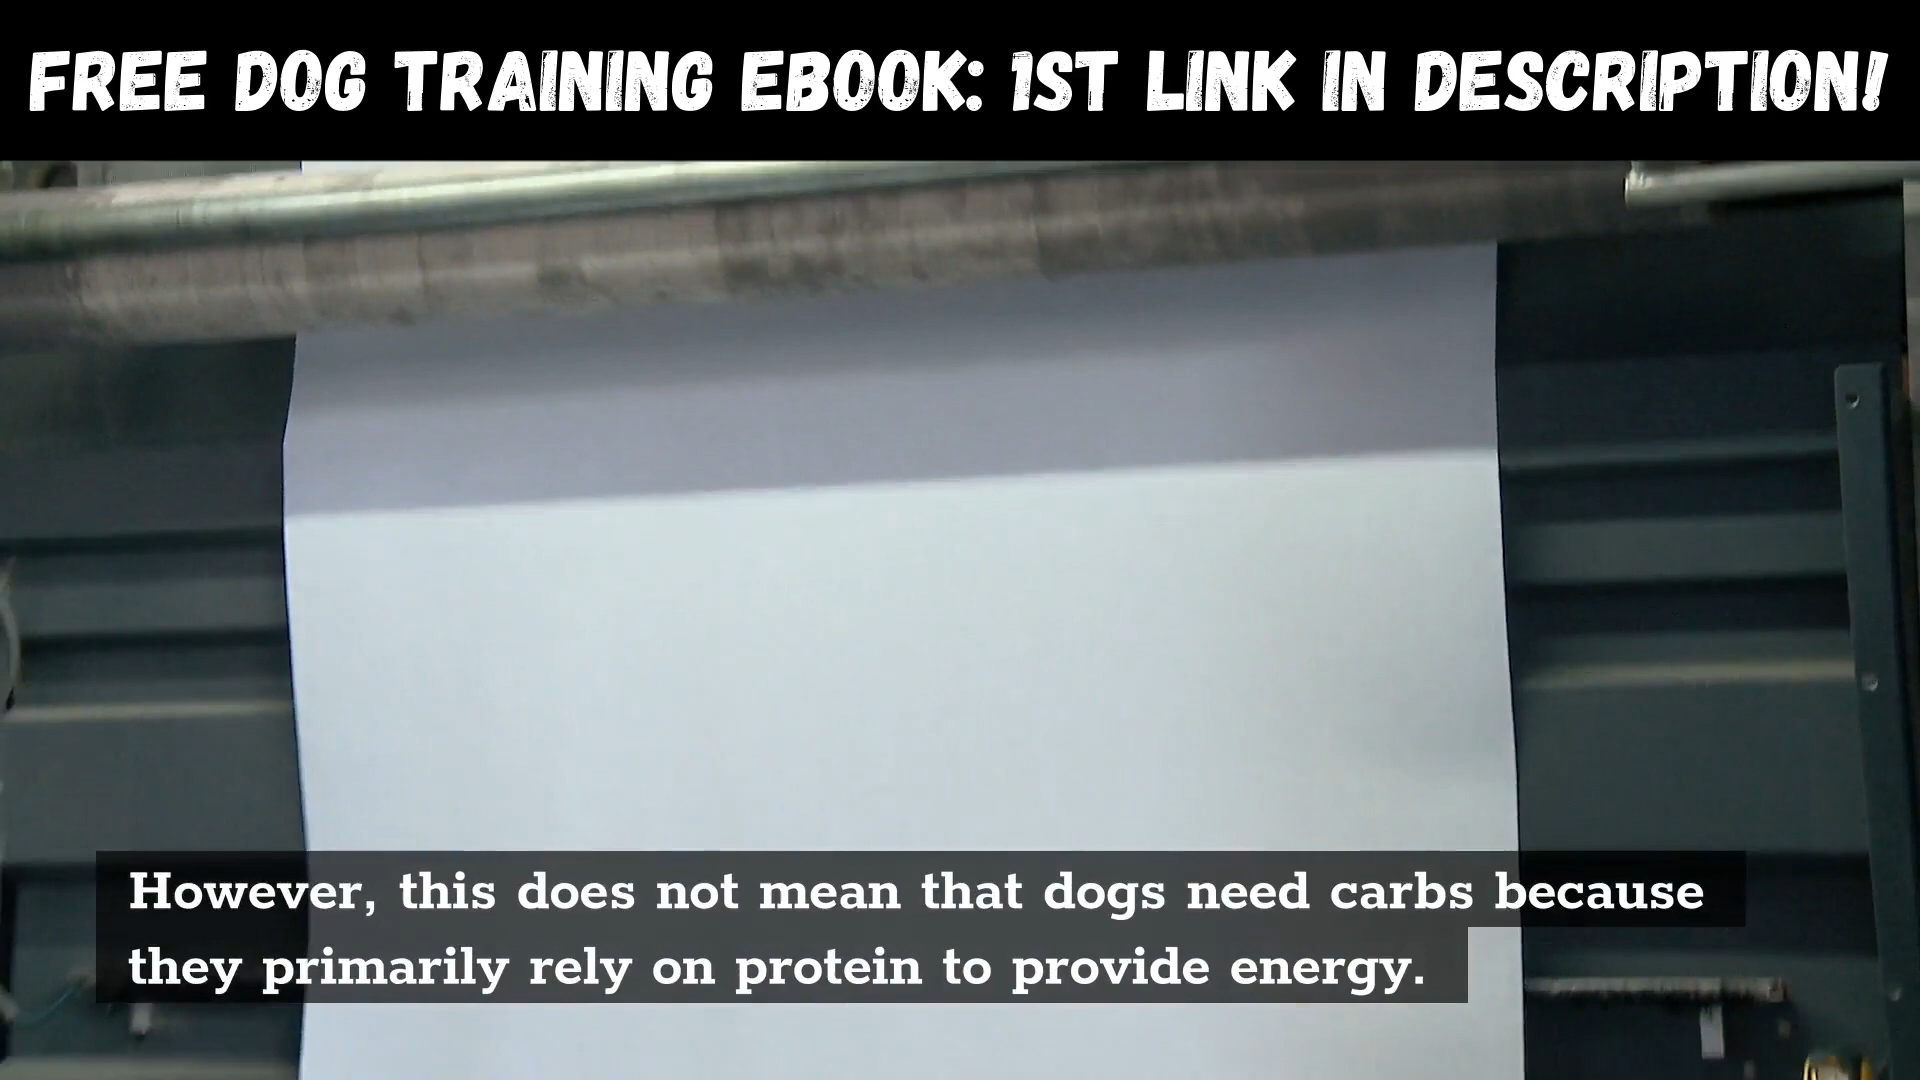 FREE DOG TRAINING EBOOK: 1ST LINK IN DESCRIPTION!
However, this does not mean that dogs need carbs because
they primarily rely on protein to provide energy.